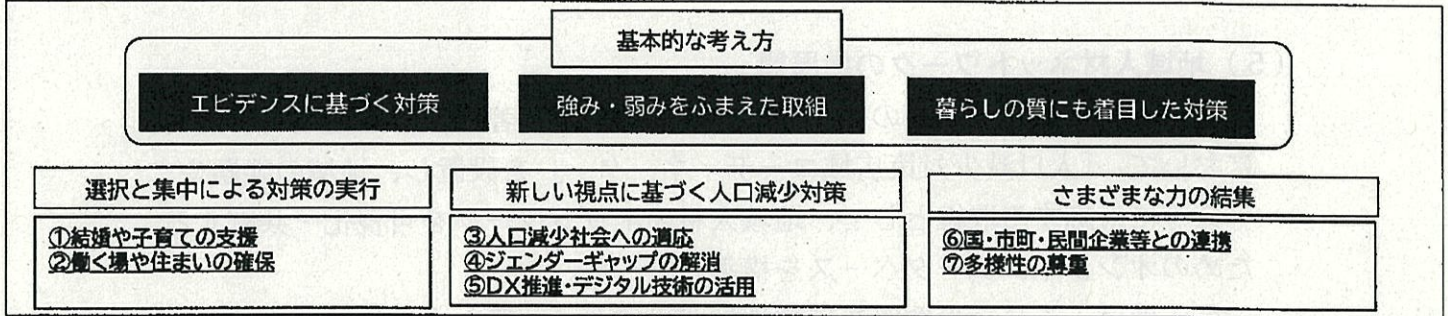 基本的な考え方
エビデンスに基づく対策
強み・弱みをふまえた取組
暮らしの質にも着目した対策
選択と集中による対策の実行
①結婚や子育ての支援
②働く場や住まいの確保
新しい視点に基づく人口減少対策
③人口減少社会への適応
④ジェンダーギャップの解消
⑤DX推進・デジタル技術の活用
さまざまな力の結集
⑥国・市町・民間企業等との連携
⑦多様性の尊重